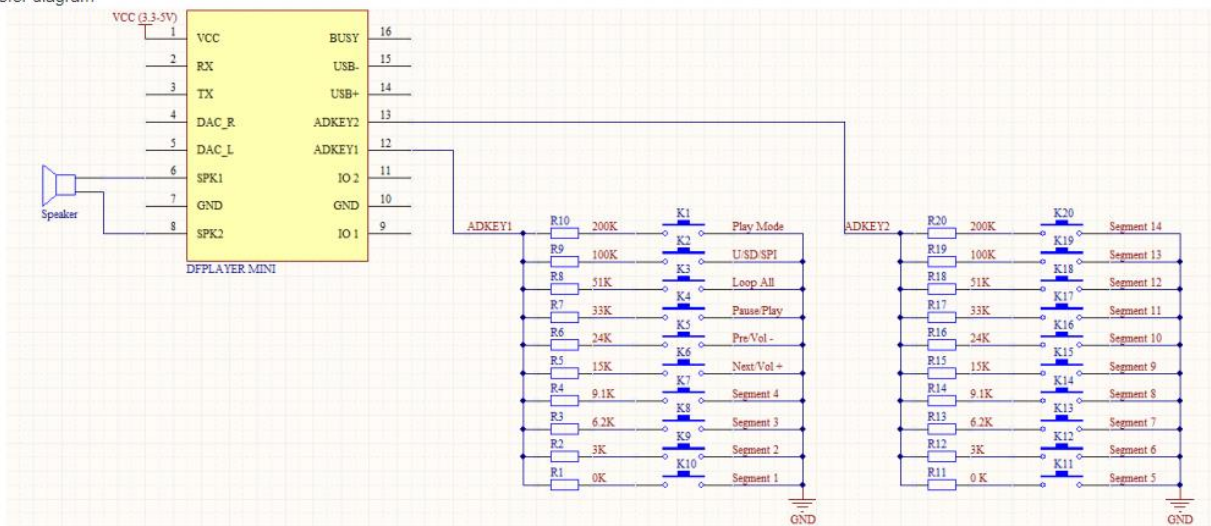 VCC (3.3-5V)
1 VCC BUSY 16
2 RX USB- 15
3 TX USB+ 14
4 DAC_R ADKEY2 13
5 DAC_L ADKEY1 12
6 SPK1 IO 2 11
7 GND GND 10
8 SPK2 IO 1 9
Speaker
DFPLAYER MINI
ADKEY1
R10 200K K1 Play Mode
R9 100K K2 U/SD/SPI
R8 51K K3 Loop All
R7 33K K4 Pause/Play
R6 24K K5 Pre/Vol -
R5 15K K6 Next/Vol +
R4 9.1K K7 Segment 4
R3 6.2K K8 Segment 3
R2 3K K9 Segment 2
R1 0K K10 Segment 1
GND
ADKEY2
R20 200K K20 Segment 14
R19 100K K19 Segment 13
R18 51K K18 Segment 12
R17 33K K17 Segment 11
R16 24K K16 Segment 10
R15 15K K15 Segment 9
R14 9.1K K14 Segment 8
R13 6.2K K13 Segment 7
R12 3K K12 Segment 6
R11 0 K K11 Segment 5
GND